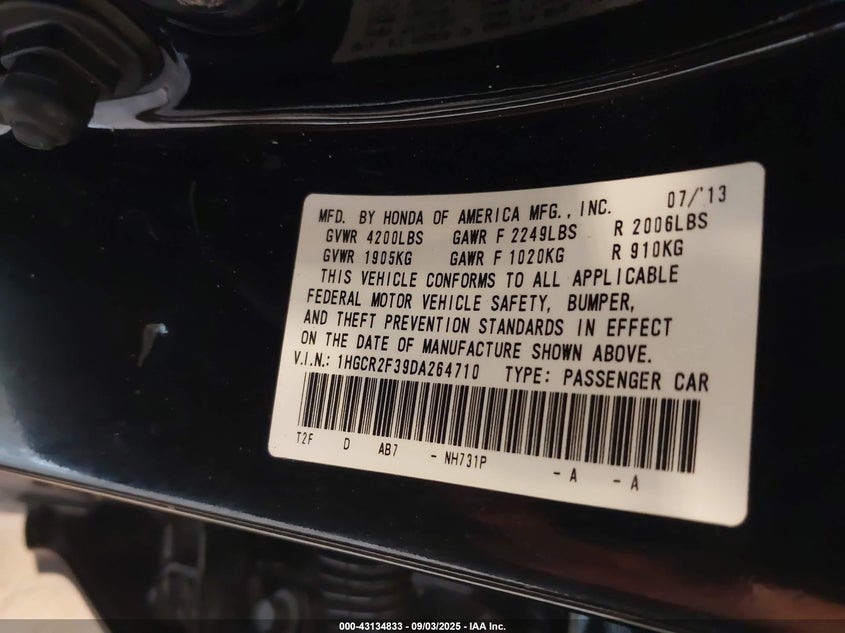 07/'13
MFD. BY HONDA OF AMERICA MFG., INC.
GVWR 4200LBS GAWR F 2249LBS R 2006LBS
GVWR 1905KG GAWR F 1020KG R 910KG
THIS VEHICLE CONFORMS TO ALL APPLICABLE
FEDERAL MOTOR VEHICLE SAFETY, BUMPER,
AND THEFT PREVENTION STANDARDS IN EFFECT
ON THE DATE OF MANUFACTURE SHOWN ABOVE.
V.I.N.: 1HGCR2F39DA264710 TYPE: PASSENGER CAR
T2F D AB7 - NH731P - A - A
000-43134833 - 09/03/2025 - IAA Inc.